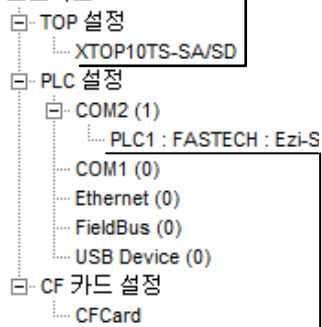 TOP 설정
XTOP10TS-SA/SD
PLC 설정
COM2 (1)
PLC1 : FASTECH : Ezi-S
COM1 (0)
Ethernet (0)
FieldBus (0)
USB Device (0)
CF 카드 설정
CFCard